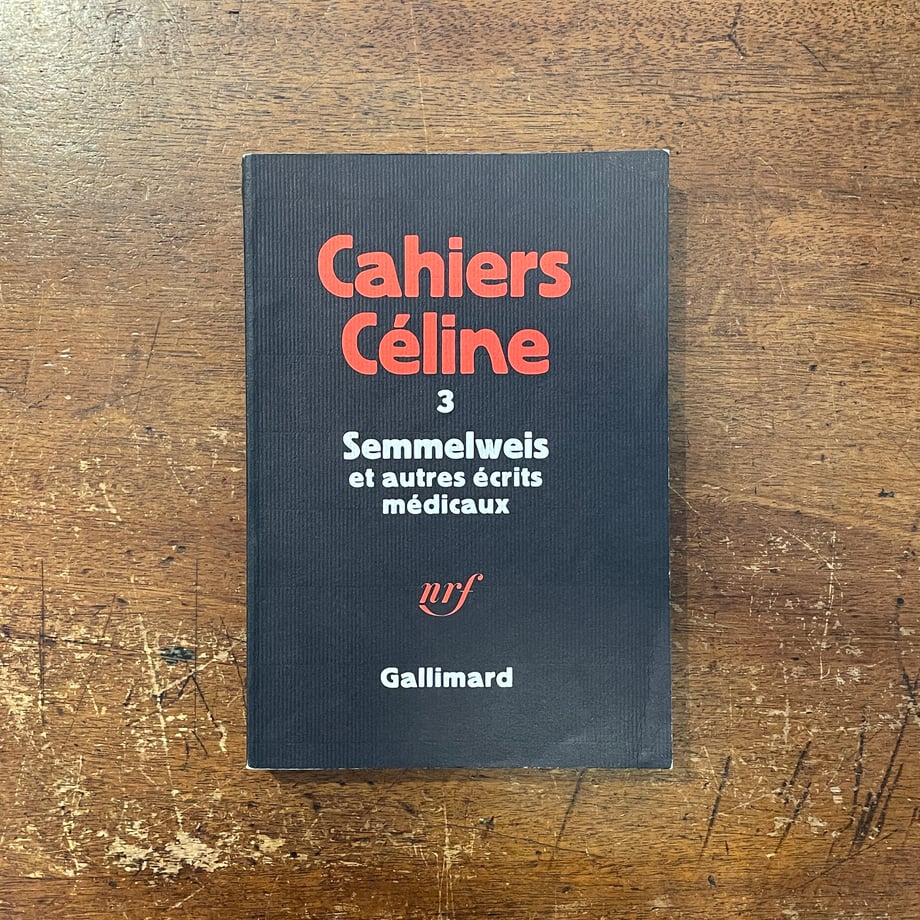 Cahiers
Céline
3
Semmelweis
et autres écrits
médicaux
nrf
Gallimard